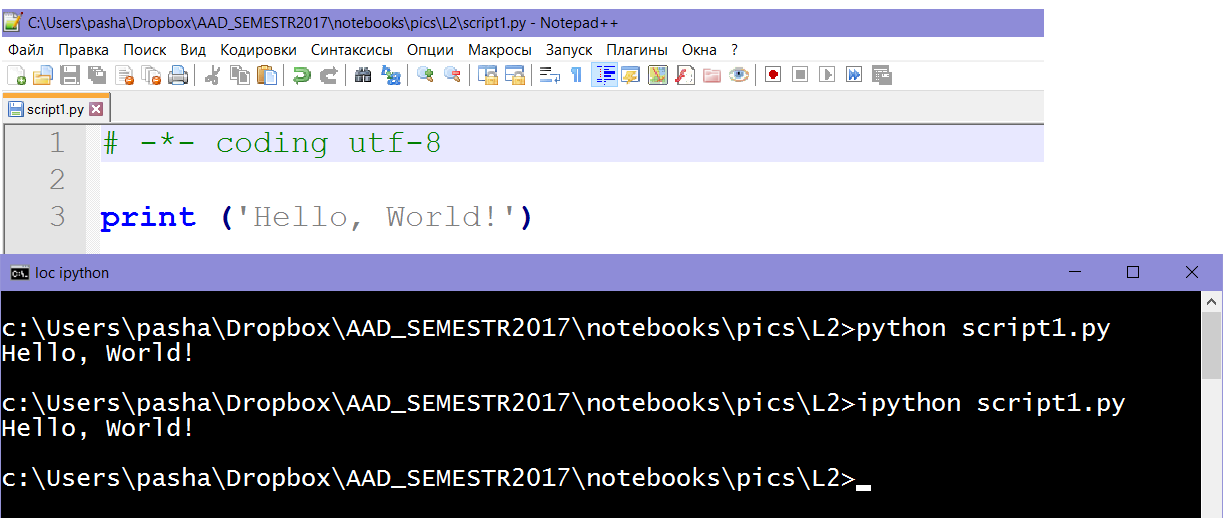 C:\Users\pasha\Dropbox\AAD_SEMESTR2017\notebooks\pics\L2\script1.py - Notepad++
Файл Правка Поиск Вид Кодировки Синтаксисы Опции Макросы Запуск Плагины Окна ?
script1.py
1 # -*- coding utf-8
2
3 print ('Hello, World!')
loc ipython
c:\Users\pasha\Dropbox\AAD_SEMESTR2017\notebooks\pics\L2>python script1.py
Hello, World!
c:\Users\pasha\Dropbox\AAD_SEMESTR2017\notebooks\pics\L2>ipython script1.py
Hello, World!
c:\Users\pasha\Dropbox\AAD_SEMESTR2017\notebooks\pics\L2>